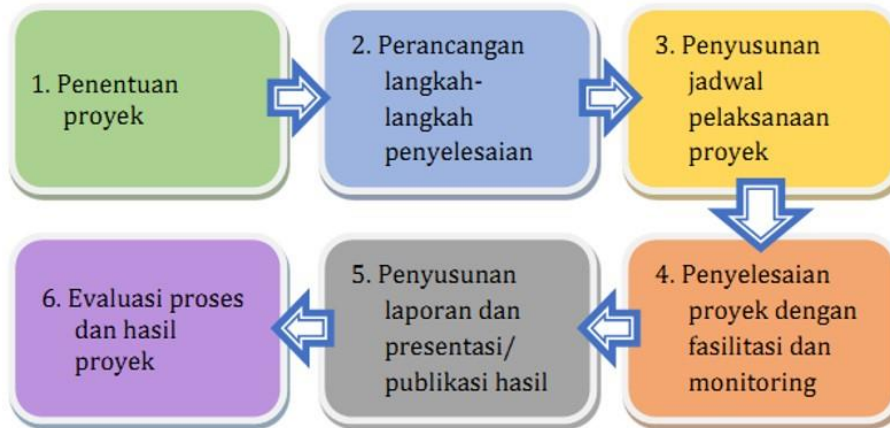 1. Penentuan
proyek
2. Perancangan
langkah-
langkah
penyelesaian
3. Penyusunan
jadwal
pelaksanaan
proyek
4. Penyelesaian
proyek dengan
fasilitasi dan
monitoring
5. Penyusunan
laporan dan
presentasi/
publikasi hasil
6. Evaluasi proses
dan hasil
proyek